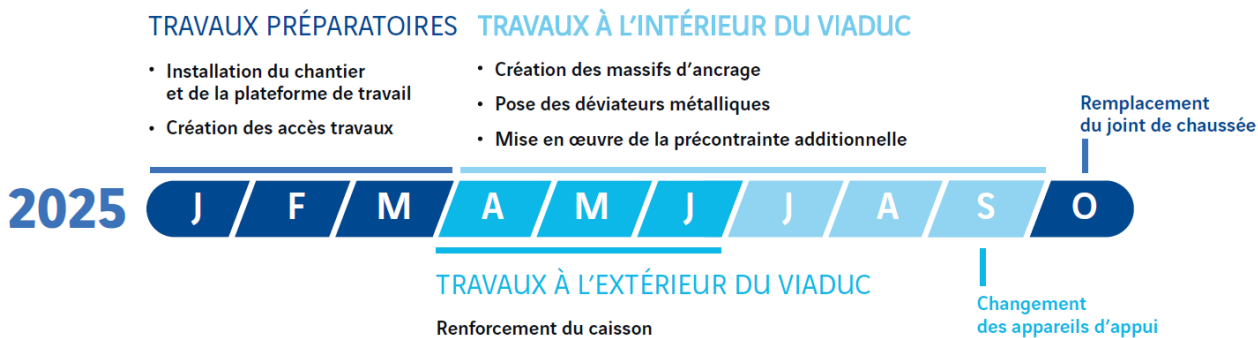 TRAVAUX PRÉPARATOIRES
• Installation du chantier
et de la plateforme de travail
• Création des accès travaux
TRAVAUX À L'INTÉRIEUR DU VIADUC
• Création des massifs d'ancrage
• Pose des déviateurs métalliques
• Mise en œuvre de la précontrainte additionnelle
Remplacement
du joint de chaussée
2025 J F M A M J J A S O
TRAVAUX À L'EXTÉRIEUR DU VIADUC
Renforcement du caisson
Changement
des appareils d'appui